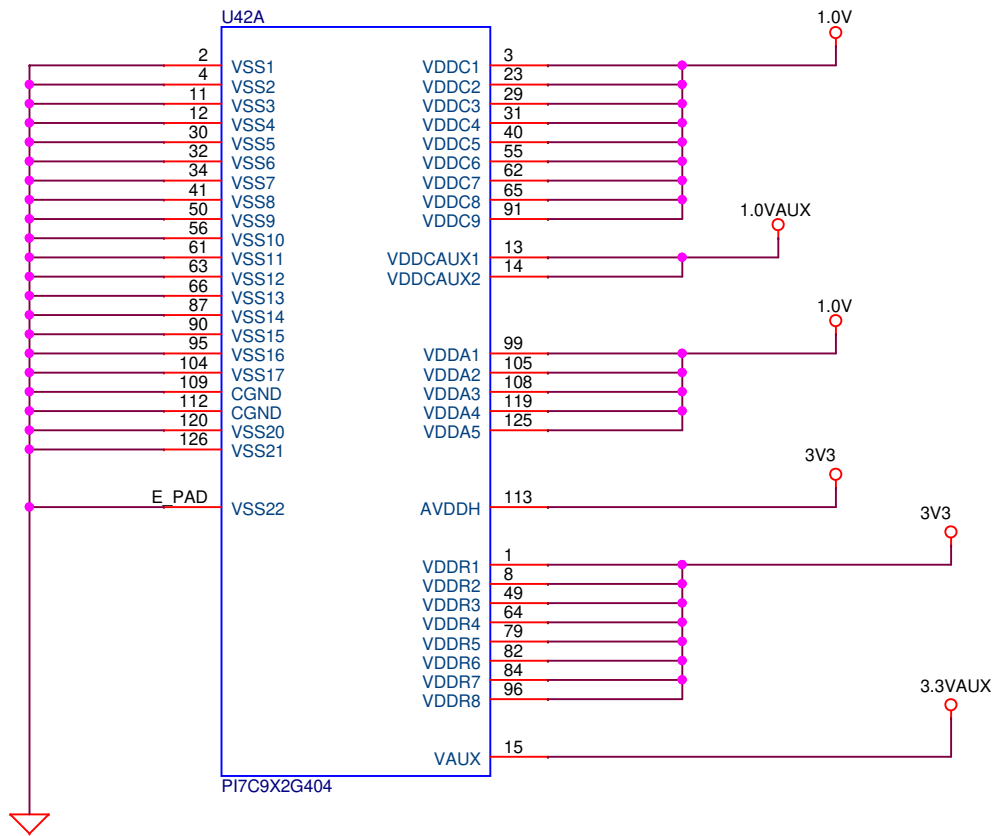 U42A
1.0V
2 VSS1 VDDC1 3
4 VSS2 VDDC2 23
11 VSS3 VDDC3 29
12 VSS4 VDDC4 31
30 VSS5 VDDC5 40
32 VSS6 VDDC6 55
34 VSS7 VDDC7 62
41 VSS8 VDDC8 65
50 VSS9 VDDC9 91
1.0VAUX
56 VSS10
61 VSS11 VDDCAUX1 13
63 VSS12 VDDCAUX2 14
66 VSS13
1.0V
87 VSS14
90 VSS15
95 VSS16 VDDA1 99
104 VSS17 VDDA2 105
109 CGND VDDA3 108
112 CGND VDDA4 119
120 VSS20 VDDA5 125
126 VSS21
3V3
E_PAD VSS22 AVDDH 113
3V3
VDDR1 1
VDDR2 8
VDDR3 49
VDDR4 64
VDDR5 79
VDDR6 82
VDDR7 84
VDDR8 96
3.3VAUX
VAUX 15
PI7C9X2G404